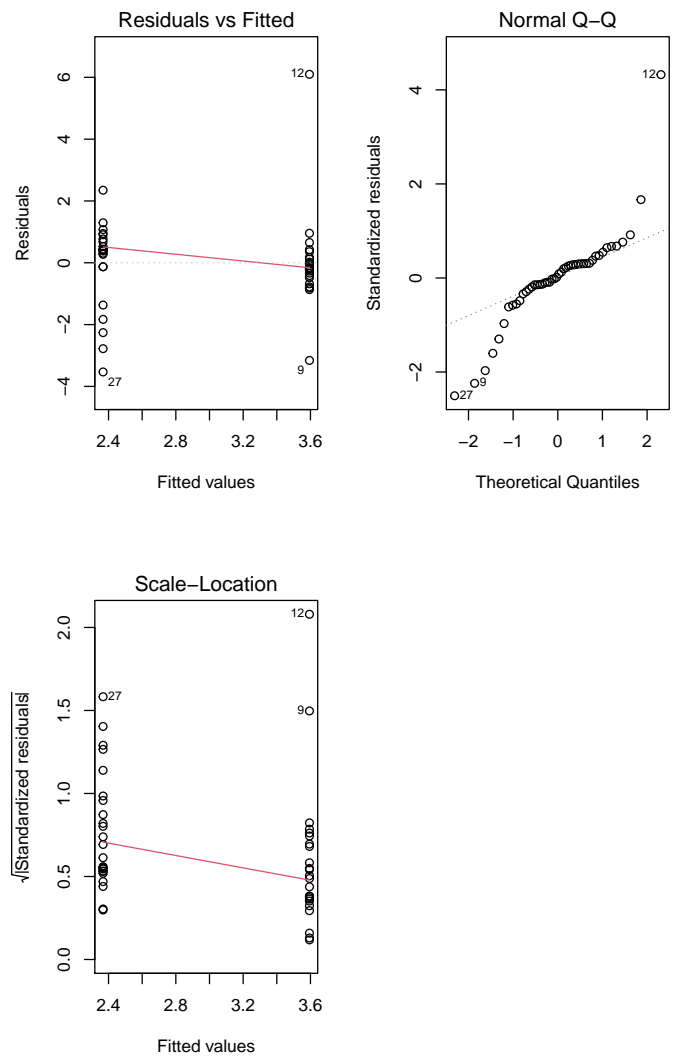 Residuals vs Fitted
Residuals
6
4
2
0
−2
−4
12
9
27
2.4 2.8 3.2 3.6
Fitted values
Normal Q−Q
Standardized residuals
4
2
0
−2
12
9
27
−2 −1 0 1 2
Theoretical Quantiles
Scale−Location
√|Standardized residuals|
2.0
1.5
1.0
0.5
0.0
12
27
9
2.4 2.8 3.2 3.6
Fitted values